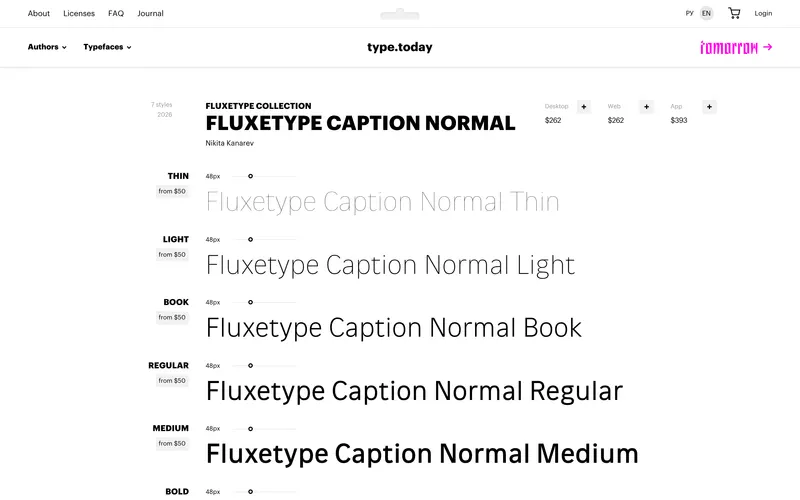 About Licenses FAQ Journal
РУ EN Login
Authors Typefaces
type.today
tomorrow →
7 styles
2026
FLUXETYPE COLLECTION
FLUXETYPE CAPTION NORMAL
Nikita Kanarev
Desktop + Web + App +
$262 $262 $393
THIN 48px
from $50
Fluxetype Caption Normal Thin
LIGHT 48px
from $50
Fluxetype Caption Normal Light
BOOK 48px
from $50
Fluxetype Caption Normal Book
REGULAR 48px
from $50
Fluxetype Caption Normal Regular
MEDIUM 48px
from $50
Fluxetype Caption Normal Medium
BOLD 48px